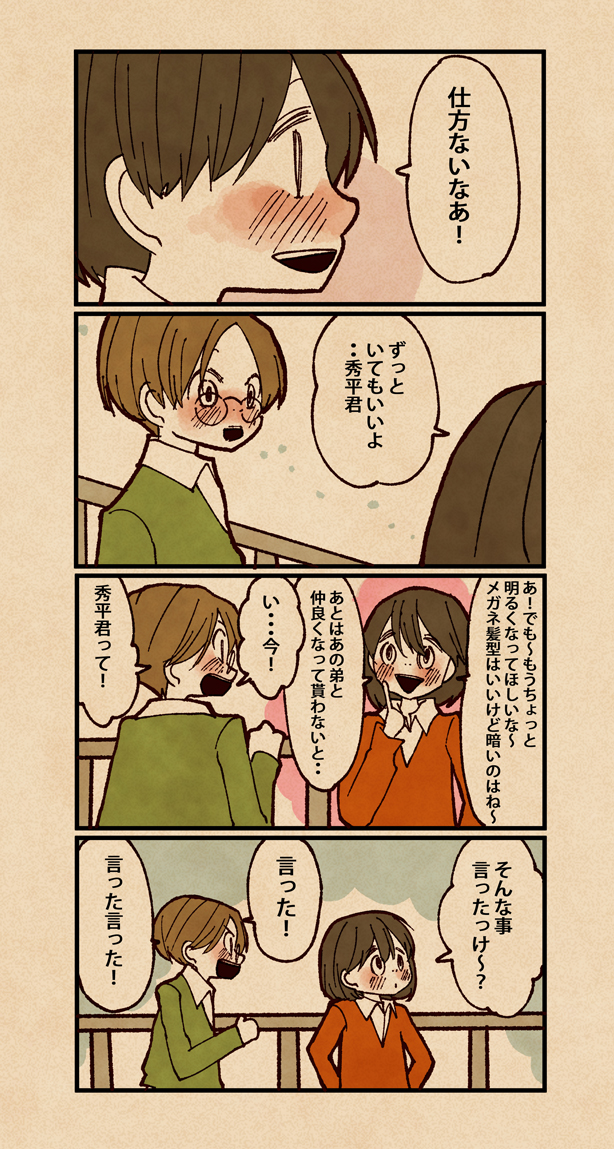 仕方ないなあ！
ずっと
いてもいいよ
・・秀平君
あ！でも～もうちょっと
明るくなってほしいな～
メガネ髪型はいいけど暗いのはね～
あとはあの弟と
仲良くなって貰わないと・・
い・・・今！
秀平君って！
そんな事
言ったっけ～？
言った！
言った言った！